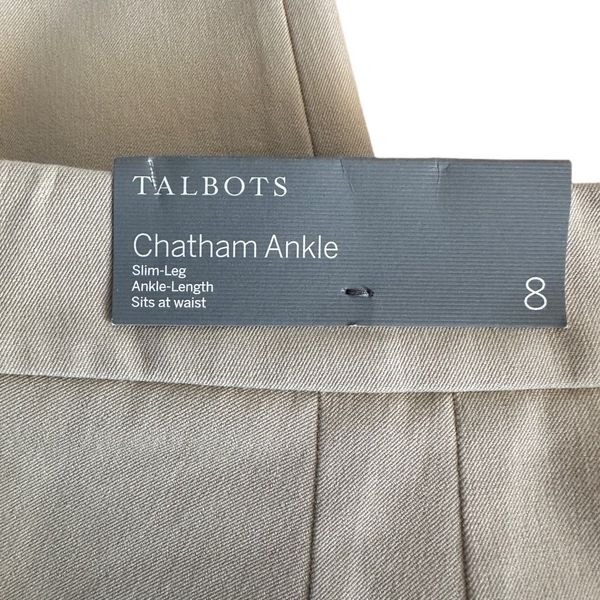 TALBOTS
Chatham Ankle
Slim-Leg
Ankle-Length
Sits at waist
8